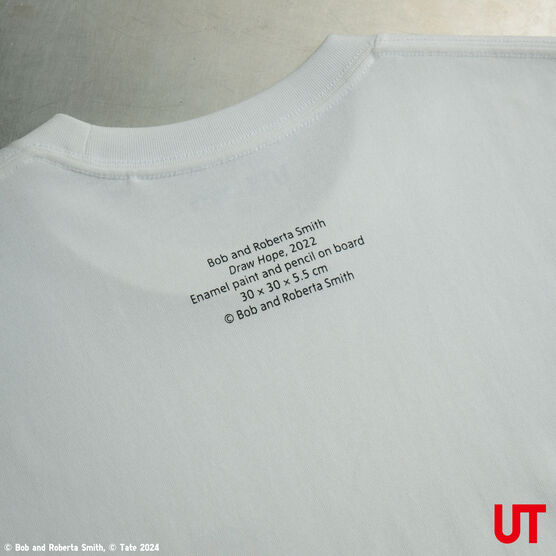 Bob and Roberta Smith
Draw Hope, 2022
Enamel paint and pencil on board
30 × 30 × 5.5 cm
© Bob and Roberta Smith
UT
© Bob and Roberta Smith, © Tate 2024